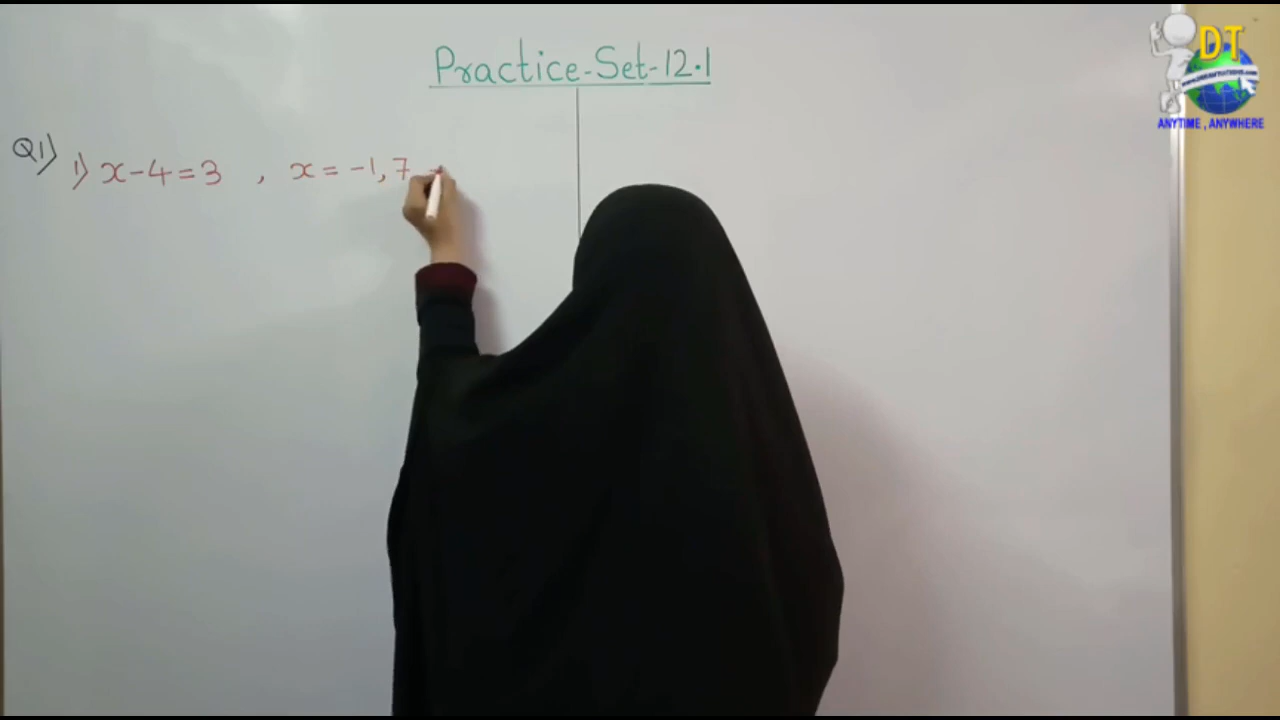 Practice-Set-12.1
Q1) 1) x-4=3 , x=-1,7
DT
ANYTIME , ANYWHERE